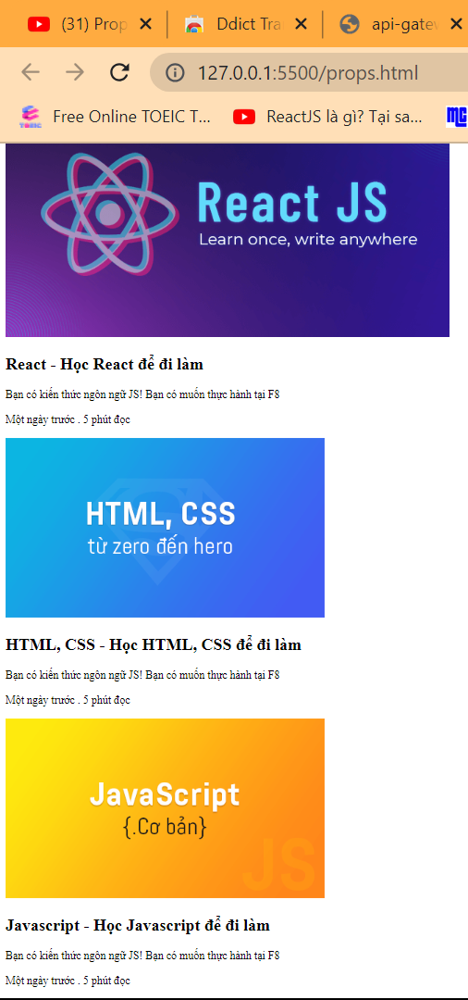 (31) Prop
Ddict Tra
api-gatew
127.0.0.1:5500/props.html
TOEIC
Free Online TOEIC T...
ReactJS là gì? Tại sa...
MC
React JS
Learn once, write anywhere
React - Học React để đi làm
Bạn có kiến thức ngôn ngữ JS! Bạn có muốn thực hành tại F8
Một ngày trước . 5 phút đọc
HTML, CSS
từ zero đến hero
HTML, CSS - Học HTML, CSS để đi làm
Bạn có kiến thức ngôn ngữ JS! Bạn có muốn thực hành tại F8
Một ngày trước . 5 phút đọc
JavaScript
{.Cơ bản}
JS
Javascript - Học Javascript để đi làm
Bạn có kiến thức ngôn ngữ JS! Bạn có muốn thực hành tại F8
Một ngày trước . 5 phút đọc